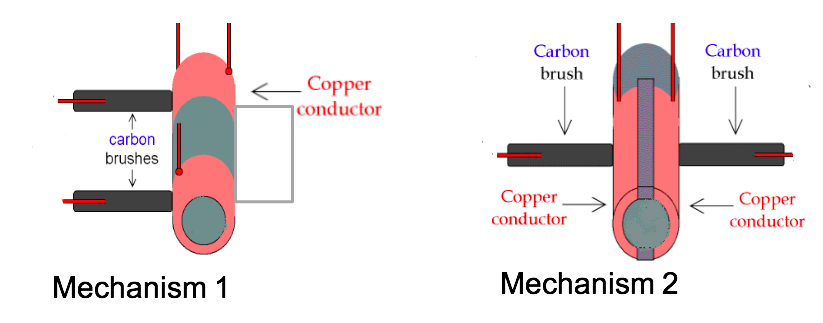 Copper
conductor
carbon
brushes
Mechanism 1
Carbon
brush
Carbon
brush
Copper
conductor
Copper
conductor
Mechanism 2